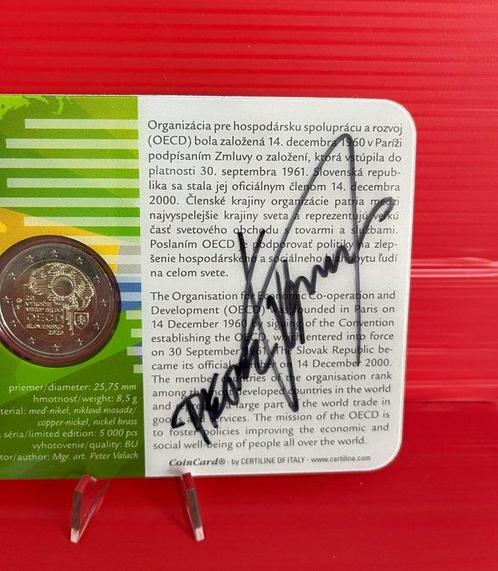 Organizácia pre hospodársku spoluprácu a rozvoj
(OECD) bola založená 14. decembra 1960 v Paríži
podpísaním Zmluvy o založení, ktorá vstúpila do
platnosti 30. septembra 1961. Slovenská repub-
lika sa stala jej oficiálnym členom 14. decembra
2000. Členské krajiny organizácie patria medzi
najvyspelejšie krajiny sveta a reprezentujú
časť svetového obchodu s tovarmi a službami.
Poslaním OECD je podporovať politiky na zlep-
šenie hospodárskeho a sociálneho blahobytu ľudí
na celom svete.
The Organisation for Economic Co-operation and
Development (OECD) was founded in Paris on
14 December 1960 by signing of the Convention
establishing the OECD, which entered into force
on 30 September 1961. The Slovak Republic be-
came its official member on 14 December 2000.
The member countries of the organisation rank
among the most developed countries in the world and
large part of the world trade in
goods and services. The mission of the OECD is
to foster policies improving the economic and
social well-being of people all over the world.
CoinCard® - by CERTILINE OF ITALY - www.certiline.com
OECD
SLOVENSKO
priemer/diameter: 25,75 mm
hmotnosť/weight: 8,5 g
terial: meď-nikel, niklová mosadz/
copper-nickel, nickel brass
séria/limited edition: 5 000 pcs
vyhotovenie/quality: BU
tor/author: Mgr. art. Peter Valach